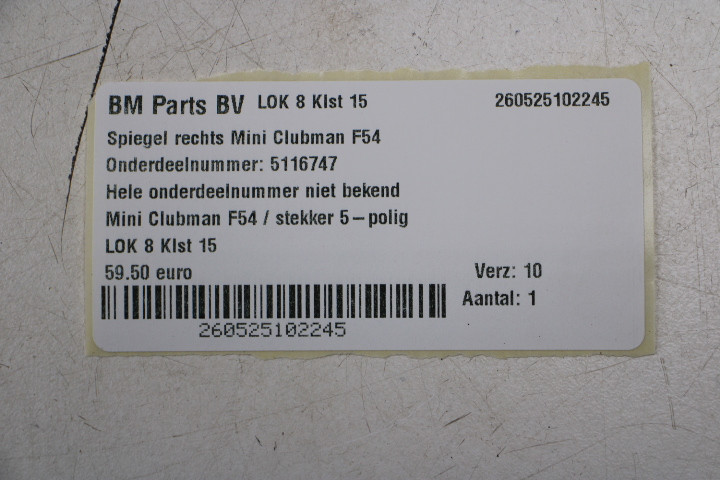 BM Parts BV LOK 8 Klst 15 260525102245
Spiegel rechts Mini Clubman F54
Onderdeelnummer: 5116747
Hele onderdeelnummer niet bekend
Mini Clubman F54 / stekker 5-polig
LOK 8 Klst 15
59.50 euro Verz: 10
Aantal: 1
260525102245